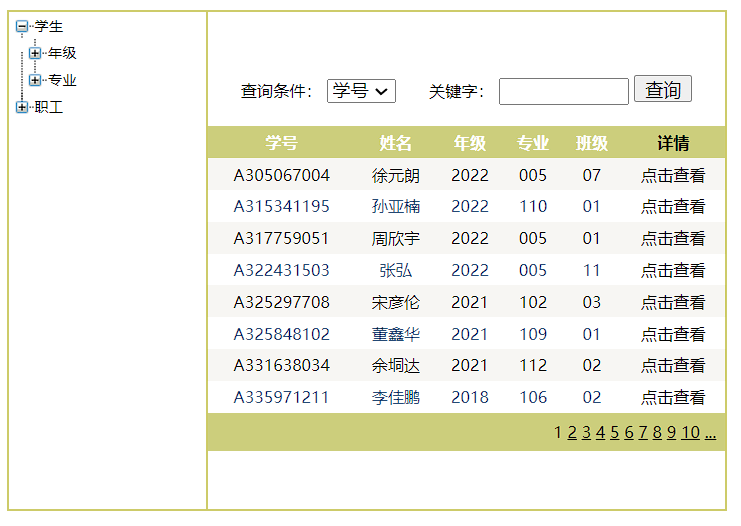 学生
年级
专业
职工
查询条件： 学号 关键字： 查询
学号 姓名 年级 专业 班级 详情
A305067004 徐元朗 2022 005 07 点击查看
A315341195 孙亚楠 2022 110 01 点击查看
A317759051 周欣宇 2022 005 01 点击查看
A322431503 张弘 2022 005 11 点击查看
A325297708 宋彦伦 2021 102 03 点击查看
A325848102 董鑫华 2021 109 01 点击查看
A331638034 余垌达 2021 112 02 点击查看
A335971211 李佳鹏 2018 106 02 点击查看
1 2 3 4 5 6 7 8 9 10 ...